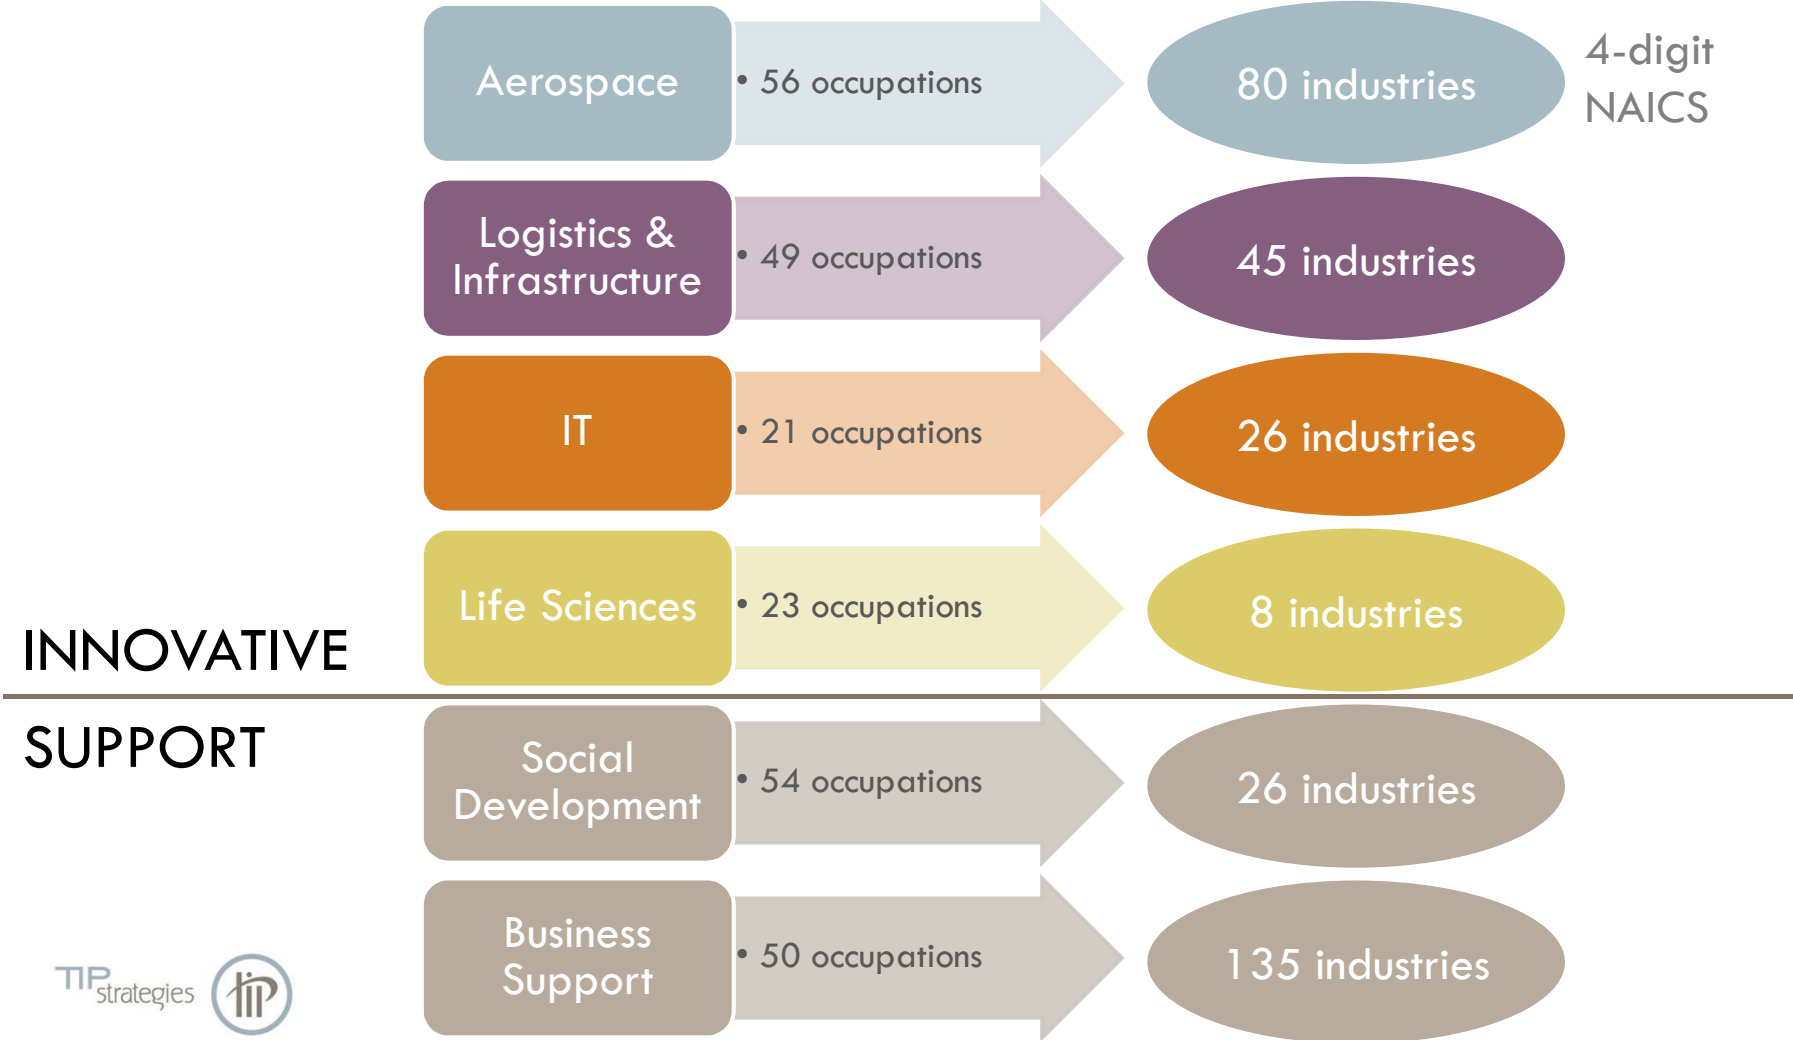 Aerospace
• 56 occupations
80 industries
4-digit
NAICS
Logistics &
Infrastructure
• 49 occupations
45 industries
IT
• 21 occupations
26 industries
Life Sciences
• 23 occupations
8 industries
INNOVATIVE
SUPPORT
Social
Development
• 54 occupations
26 industries
Business
Support
• 50 occupations
135 industries
TIP
strategies
tip